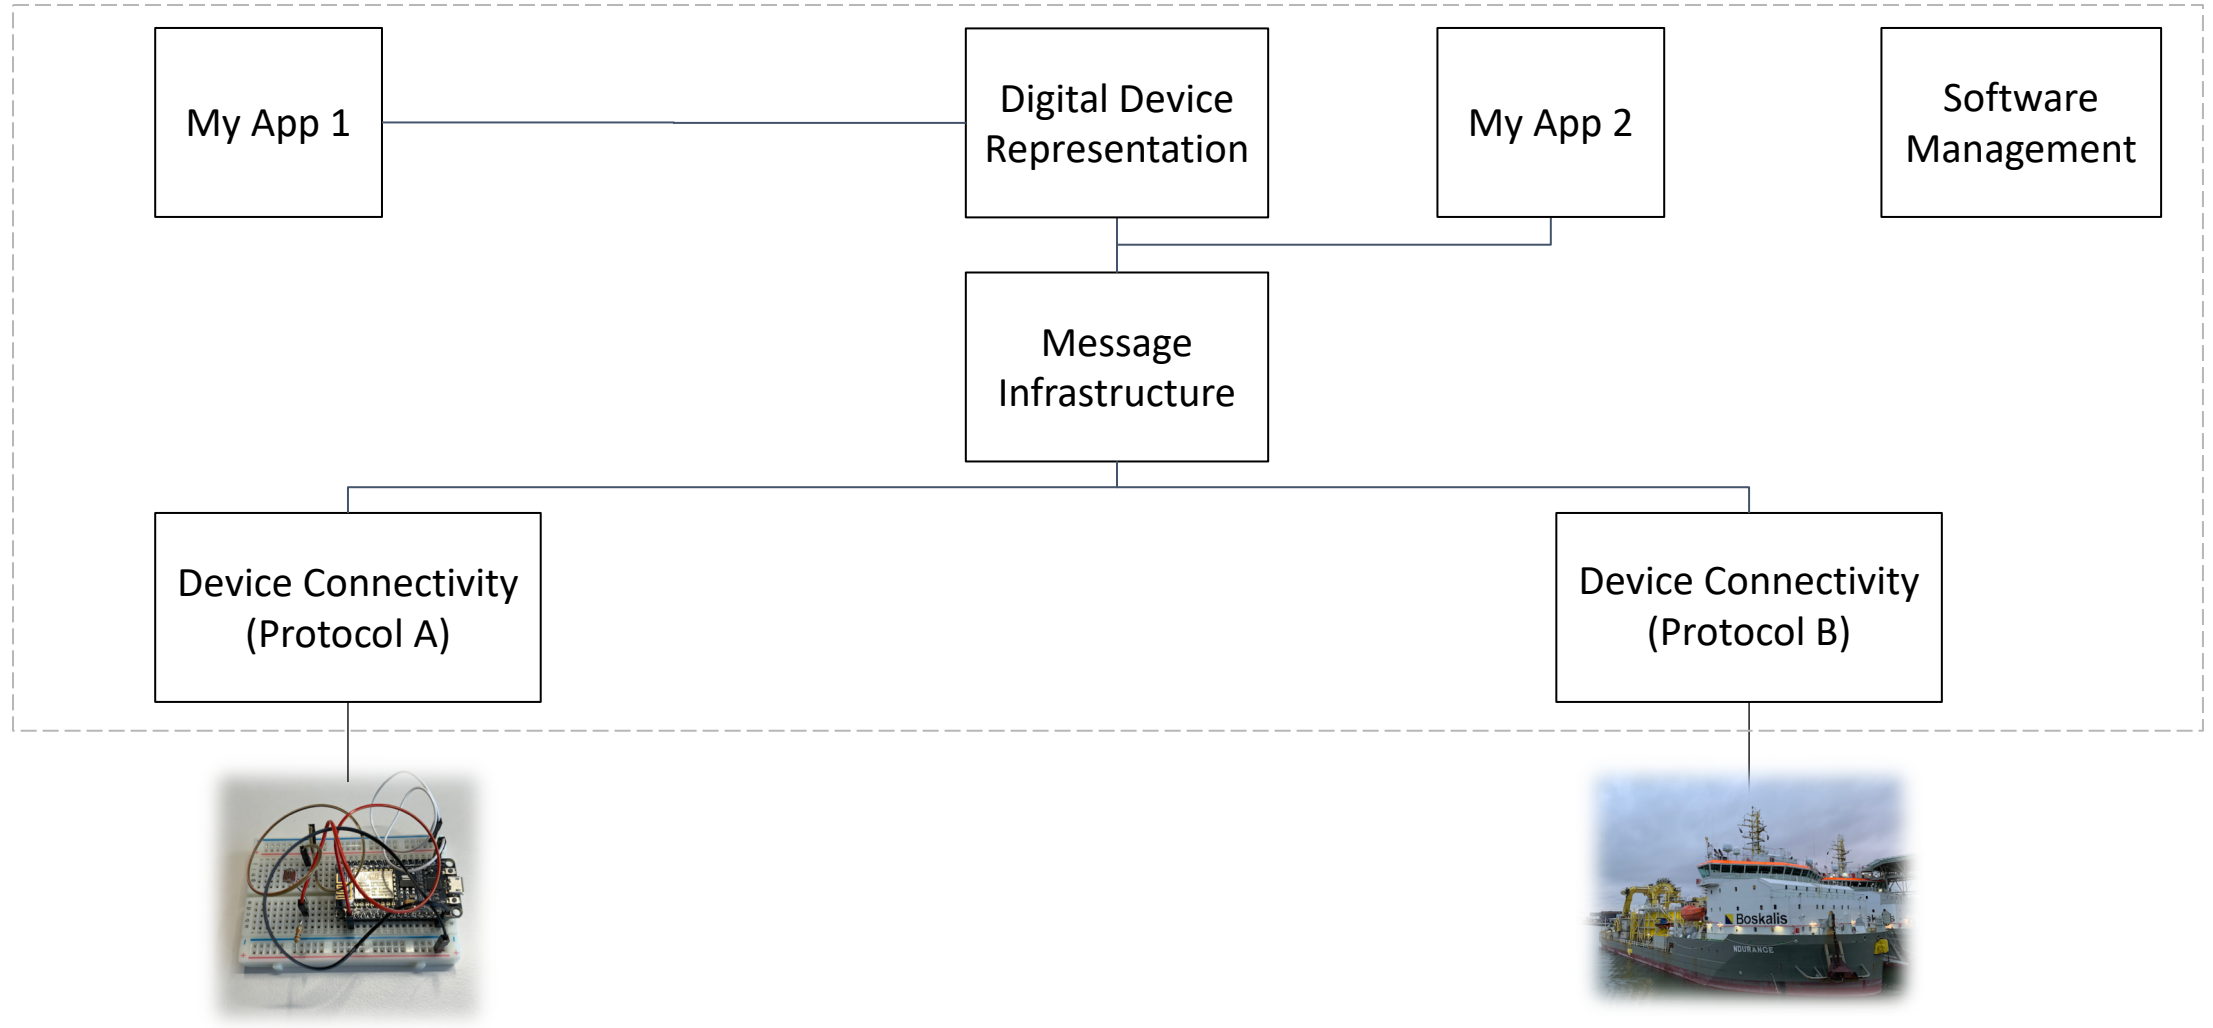 My App 1
Digital Device
Representation
My App 2
Software
Management
Message
Infrastructure
Device Connectivity
(Protocol A)
Device Connectivity
(Protocol B)
Boskalis
NDURANCE